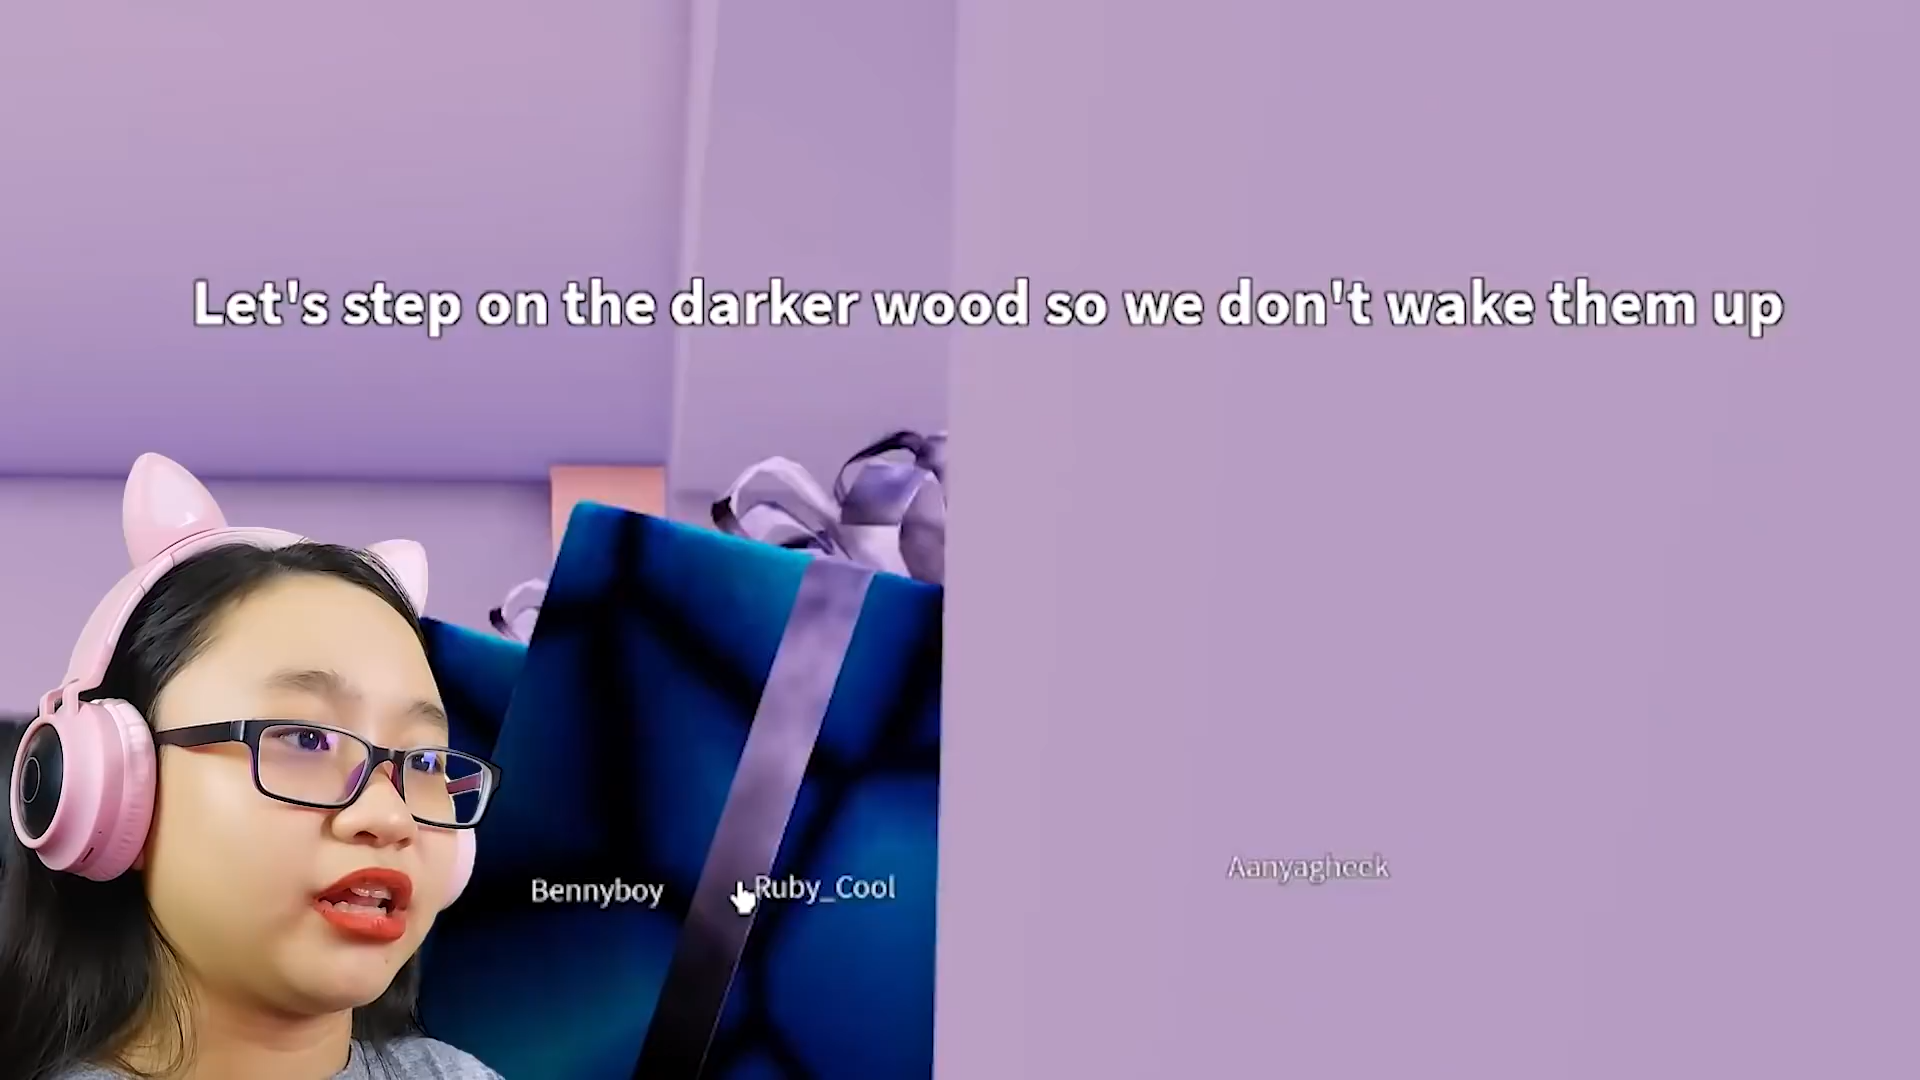 Let's step on the darker wood so we don't wake them up
Bennyboy
Ruby_Cool
Aanyagheek